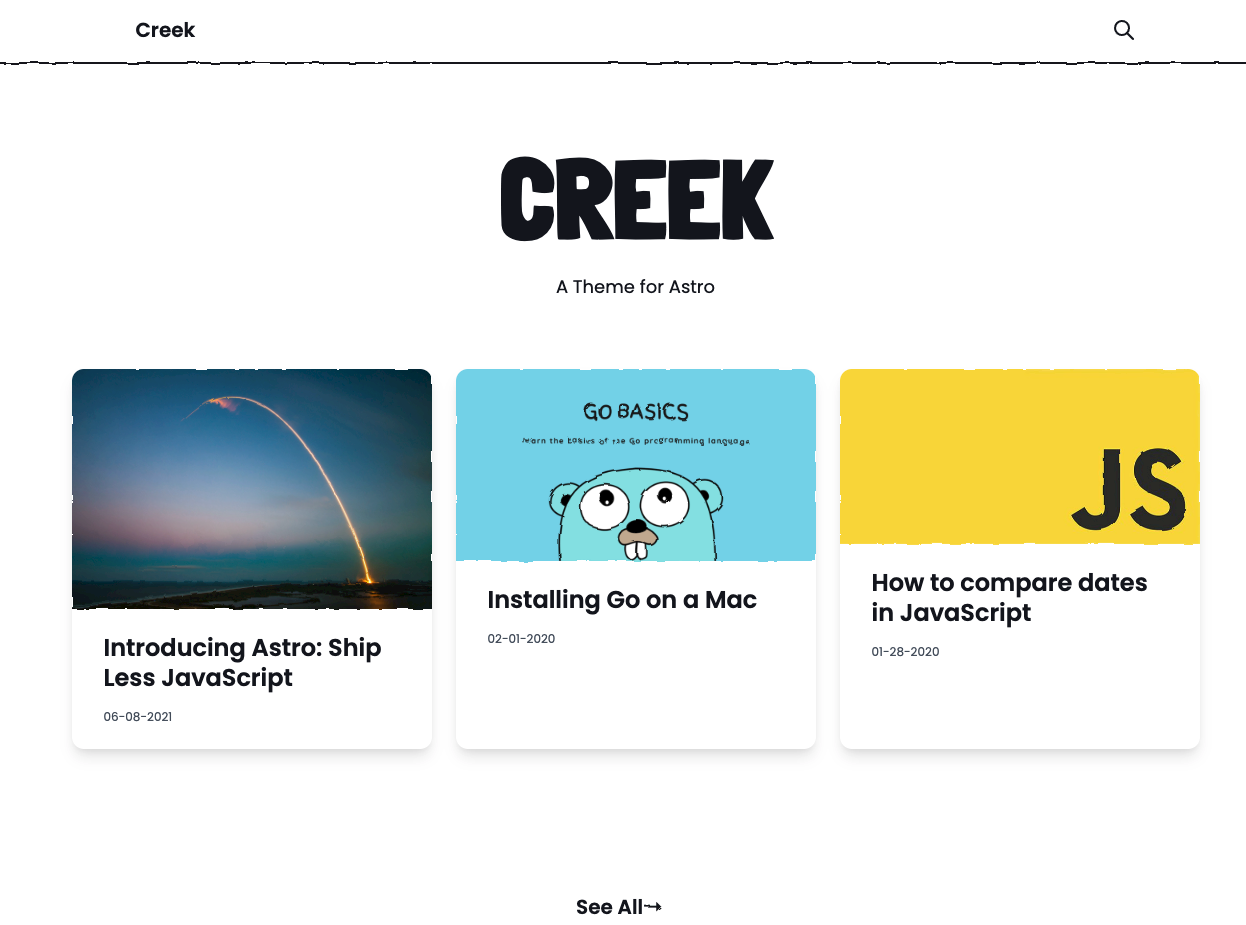 Creek
CREEK
A Theme for Astro
GO BASICS
Learn the basics of the Go programming language
JS
Introducing Astro: Ship
Less JavaScript
06-08-2021
Installing Go on a Mac
02-01-2020
How to compare dates
in JavaScript
01-28-2020
See All→